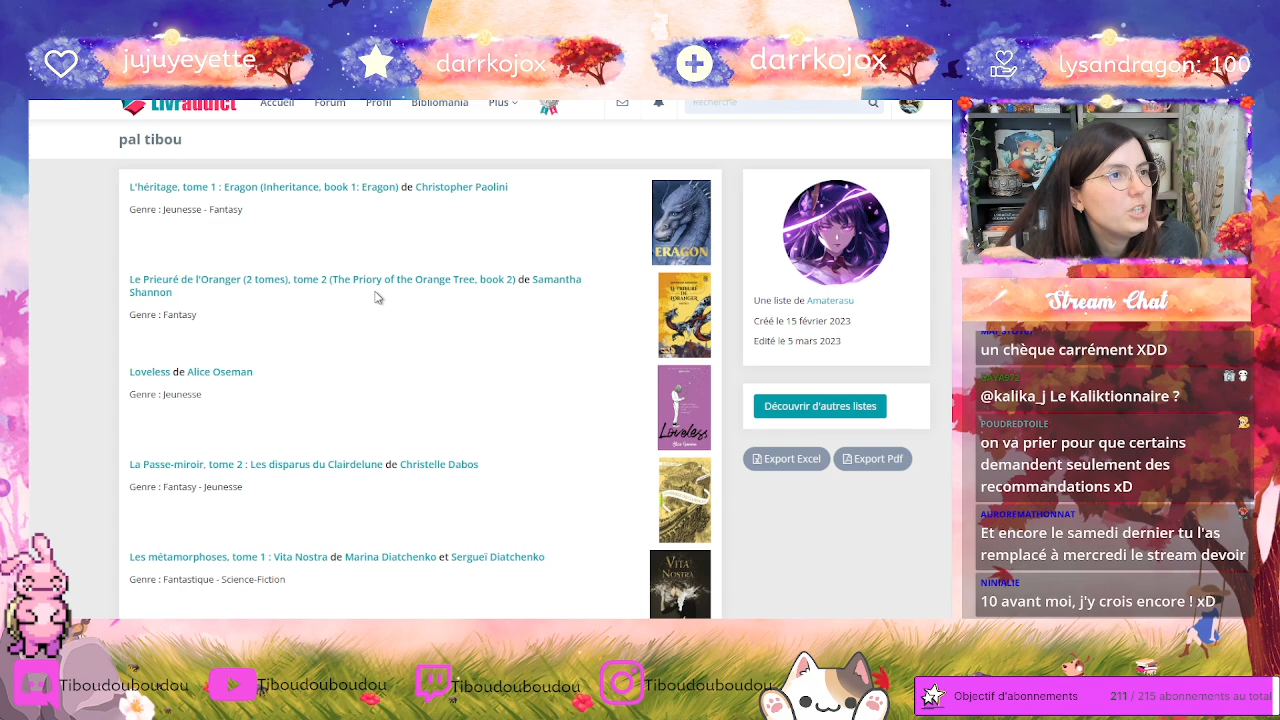 jujuyeyette
darrkojox
darrkojox
lysandragon: 100
Livraddict
Accueil
Forum
Profil
Bibliomania
Plus
Recherche
pal tibou
L'héritage, tome 1 : Eragon (Inheritance, book 1: Eragon) de Christopher Paolini
Genre : Jeunesse - Fantasy
ERAGON
Le Prieuré de l'Oranger (2 tomes), tome 2 (The Priory of the Orange Tree, book 2) de Samantha
Shannon
Genre : Fantasy
LE PRIEURÉ
DE
L'ORANGER
Loveless de Alice Oseman
Genre : Jeunesse
Loveless
La Passe-miroir, tome 2 : Les disparus du Clairdelune de Christelle Dabos
Genre : Fantasy - Jeunesse
Les métamorphoses, tome 1 : Vita Nostra de Marina Diatchenko et Sergueï Diatchenko
Genre : Fantastique - Science-Fiction
VITA
NOSTRA
Une liste de Amaterasu
Créé le 15 février 2023
Edité le 5 mars 2023
Découvrir d'autres listes
Export Excel
Export Pdf
Stream Chat
un chèque carrément XDD
@kalika_j Le Kaliktionnaire ?
POUDREDTOILE
on va prier pour que certains
demandent seulement des
recommandations xD
AUROREMATHONNAT
Et encore le samedi dernier tu l'as
remplacé à mercredi le stream devoir
NINIALIE
10 avant moi, j'y crois encore ! xD
Tiboudouboudou
Tiboudouboudou
Tiboudouboudou
Tiboudouboudou
Objectif d'abonnements
211 / 215 abonnements au total